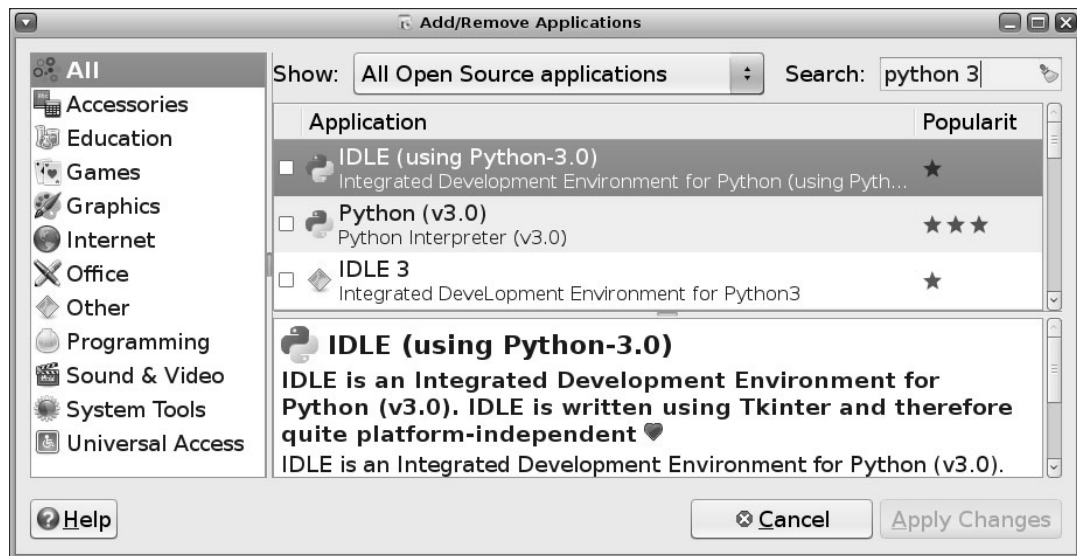 Add/Remove Applications
All
Accessories
Education
Games
Graphics
Internet
Office
Other
Programming
Sound & Video
System Tools
Universal Access
Show: All Open Source applications Search: python 3
Application Popularit
IDLE (using Python-3.0)
Integrated Development Environment for Python (using Pyth...
Python (v3.0)
Python Interpreter (v3.0)
IDLE 3
Integrated DeveLopment Environment for Python3
IDLE (using Python-3.0)
IDLE is an Integrated Development Environment for
Python (v3.0). IDLE is written using Tkinter and therefore
quite platform-independent
IDLE is an Integrated Development Environment for Python (v3.0).
Help Cancel Apply Changes